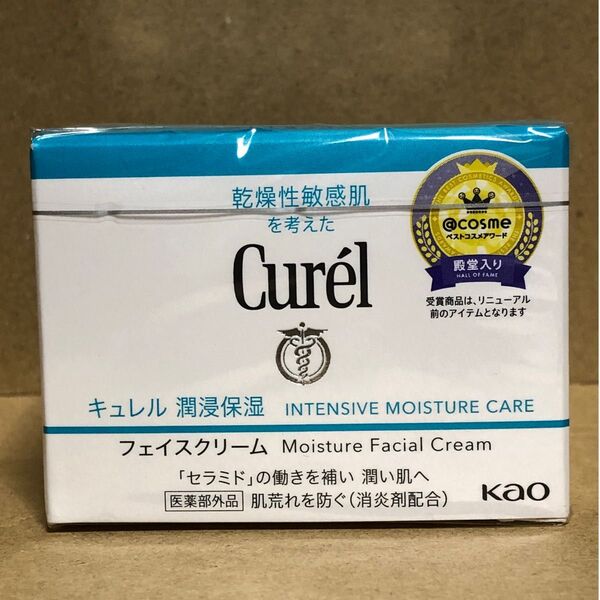 乾燥性敏感肌
を考えた
Curél
@cosme
ベストコスメアワード
殿堂入り
HALL OF FAME
受賞商品は、リニューアル
前のアイテムとなります
キュレル 潤浸保湿 INTENSIVE MOISTURE CARE
フェイスクリーム Moisture Facial Cream
「セラミド」の働きを補い 潤い肌へ
医薬部外品 肌荒れを防ぐ(消炎剤配合)
Kao